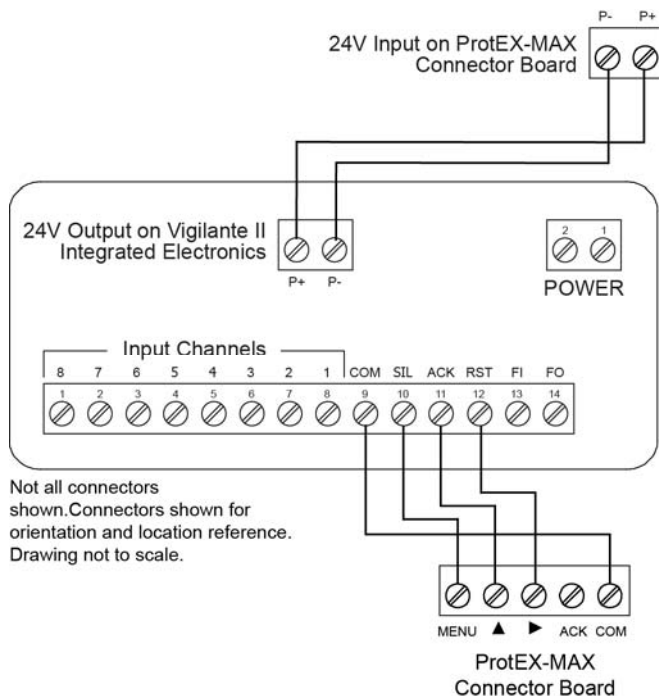 P- P+
24V Input on ProtEX-MAX
Connector Board
24V Output on Vigilante II
Integrated Electronics
P+ P-
2 1
POWER
Input Channels
8 7 6 5 4 3 2 1 COM SIL ACK RST FI FO
1 2 3 4 5 6 7 8 9 10 11 12 13 14
Not all connectors
shown.Connectors shown for
orientation and location reference.
Drawing not to scale.
MENU ▲ ► ACK COM
ProtEX-MAX
Connector Board